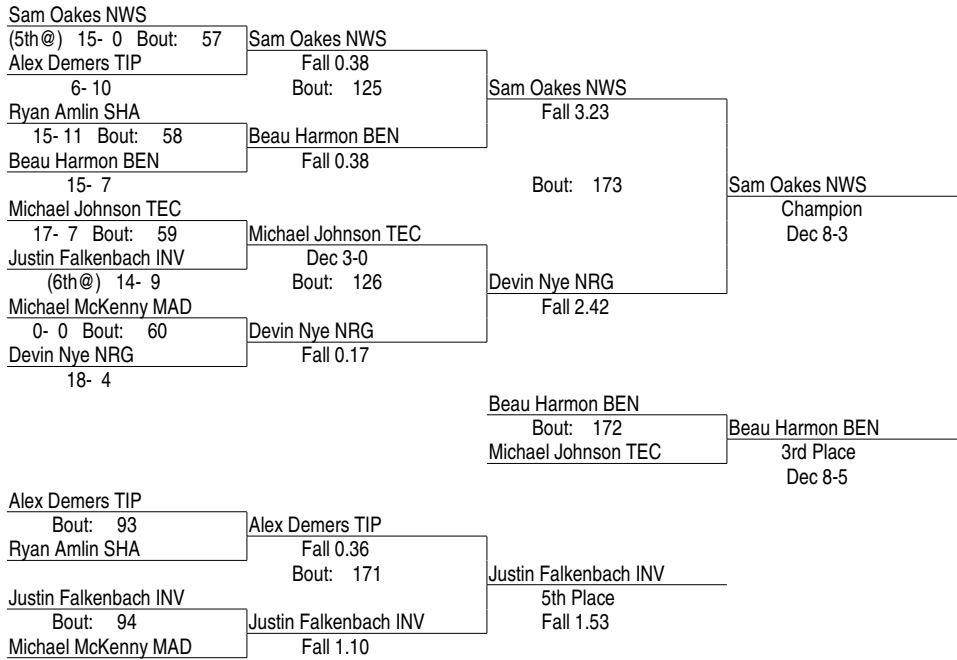 Sam Oakes NWS
(5th@) 15- 0 Bout: 57 Sam Oakes NWS
Alex Demers TIP Fall 0.38
6- 10 Bout: 125 Sam Oakes NWS
Ryan Amlin SHA Fall 3.23
15- 11 Bout: 58 Beau Harmon BEN
Beau Harmon BEN Fall 0.38
15- 7 Bout: 173 Sam Oakes NWS
Michael Johnson TEC Champion
17- 7 Bout: 59 Michael Johnson TEC Dec 8-3
Justin Falkenbach INV Dec 3-0
(6th@) 14- 9 Bout: 126 Devin Nye NRG
Michael McKenny MAD Fall 2.42
0- 0 Bout: 60 Devin Nye NRG
Devin Nye NRG Fall 0.17
18- 4
Beau Harmon BEN
Bout: 172 Beau Harmon BEN
Michael Johnson TEC 3rd Place
Dec 8-5
Alex Demers TIP
Bout: 93 Alex Demers TIP
Ryan Amlin SHA Fall 0.36
Bout: 171 Justin Falkenbach INV
Justin Falkenbach INV 5th Place
Bout: 94 Justin Falkenbach INV Fall 1.53
Michael McKenny MAD Fall 1.10